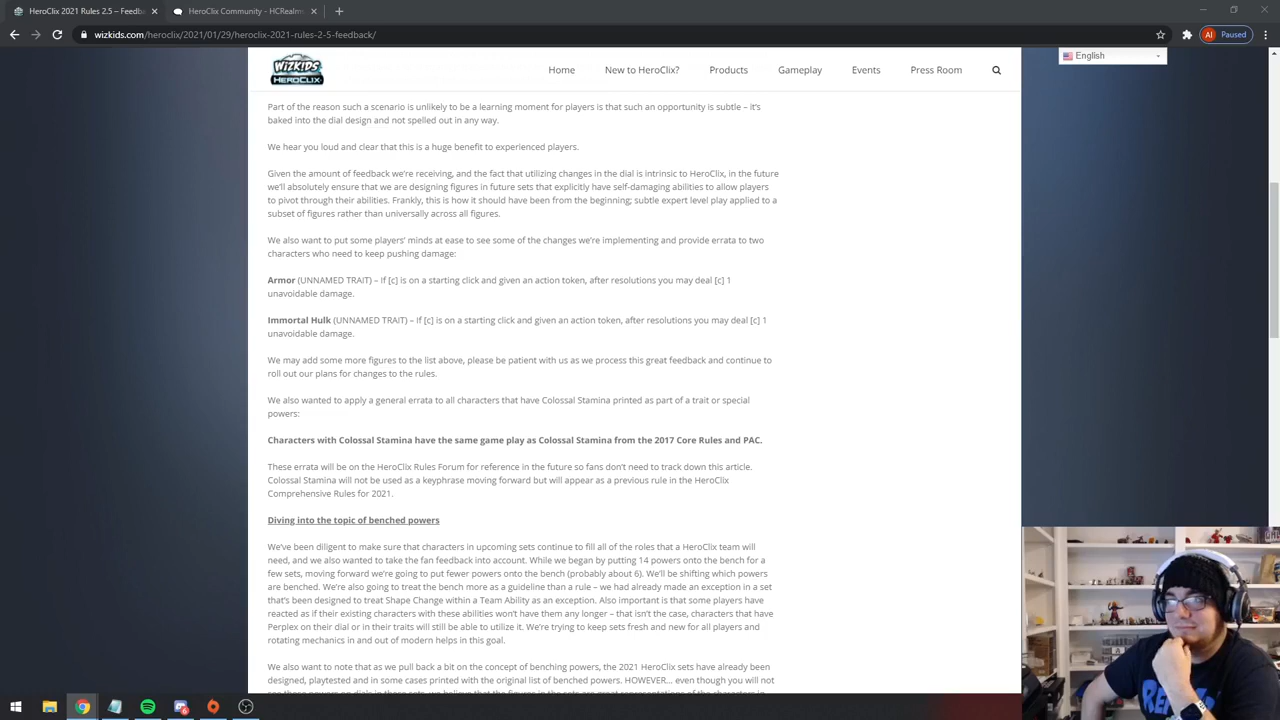 HeroClix 2021 Rules 2.5 – Feedb
HeroClix Community - HCRealm
wizkids.com/heroclix/2021/01/29/heroclix-2021-rules-2-5-feedback/
AI Paused
WIZKIDS
HEROCLIX
Home New to HeroClix? Products Gameplay Events Press Room
English
Part of the reason such a scenario is unlikely to be a learning moment for players is that such an opportunity is subtle – it's
baked into the dial design and not spelled out in any way.
We hear you loud and clear that this is a huge benefit to experienced players.
Given the amount of feedback we're receiving, and the fact that utilizing changes in the dial is intrinsic to HeroClix, in the future
we'll absolutely ensure that we are designing figures in future sets that explicitly have self-damaging abilities to allow players
to pivot through their abilities. Frankly, this is how it should have been from the beginning; subtle expert level play applied to a
subset of figures rather than universally across all figures.
We also want to put some players' minds at ease to see some of the changes we're implementing and provide errata to two
characters who need to keep pushing damage:
Armor (UNNAMED TRAIT) – If [c] is on a starting click and given an action token, after resolutions you may deal [c] 1
unavoidable damage.
Immortal Hulk (UNNAMED TRAIT) – If [c] is on a starting click and given an action token, after resolutions you may deal [c] 1
unavoidable damage.
We may add some more figures to the list above, please be patient with us as we process this great feedback and continue to
roll out our plans for changes to the rules.
We also wanted to apply a general errata to all characters that have Colossal Stamina printed as part of a trait or special
powers:
Characters with Colossal Stamina have the same game play as Colossal Stamina from the 2017 Core Rules and PAC.
These errata will be on the HeroClix Rules Forum for reference in the future so fans don't need to track down this article.
Colossal Stamina will not be used as a keyphrase moving forward but will appear as a previous rule in the HeroClix
Comprehensive Rules for 2021.
Diving into the topic of benched powers
We've been diligent to make sure that characters in upcoming sets continue to fill all of the roles that a HeroClix team will
need, and we also wanted to take the fan feedback into account. While we began by putting 14 powers onto the bench for a
few sets, moving forward we're going to put fewer powers onto the bench (probably about 6). We'll be shifting which powers
are benched. We're also going to treat the bench more as a guideline than a rule – we had already made an exception in a set
that's been designed to treat Shape Change within a Team Ability as an exception. Also important is that some players have
reacted as if their existing characters with these abilities won't have them any longer – that isn't the case, characters that have
Perplex on their dial or in their traits will still be able to utilize it. We're trying to keep sets fresh and new for all players and
rotating mechanics in and out of modern helps in this goal.
We also want to note that as we pull back a bit on the concept of benching powers, the 2021 HeroClix sets have already been
designed, playtested and in some cases printed with the original list of benched powers. HOWEVER... even though you will not